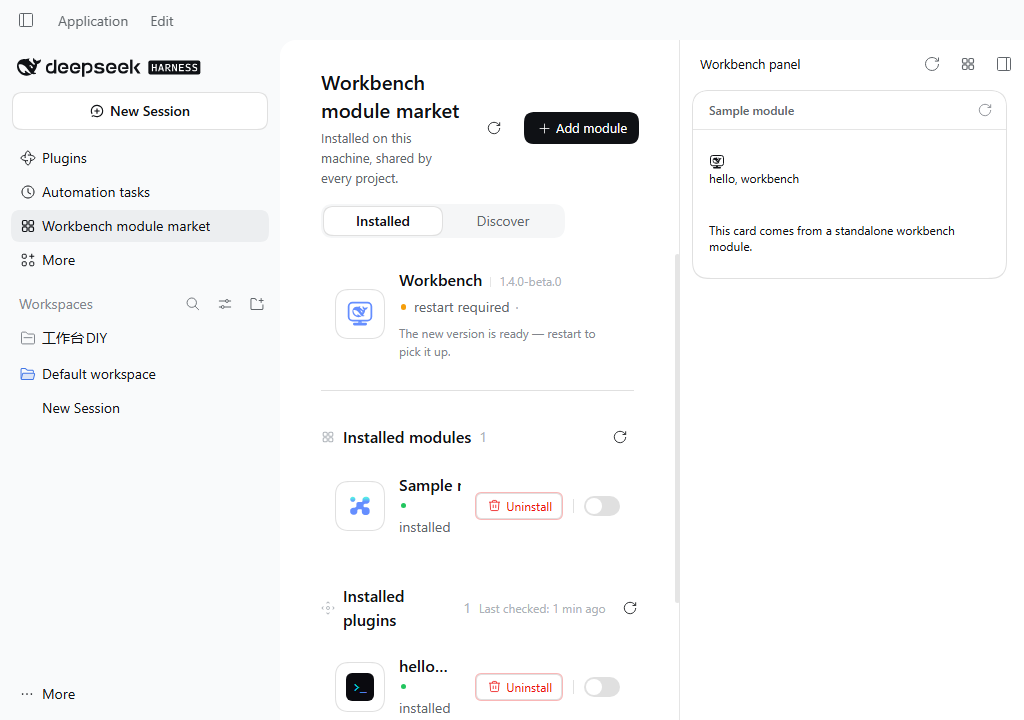 Application Edit
deepseek HARNESS
New Session
Plugins
Automation tasks
Workbench module market
More
Workspaces
工作台DIY
Default workspace
New Session
More
Workbench
module market
Installed on this
machine, shared by
every project.
Add module
Installed Discover
Workbench 1.4.0-beta.0
restart required ·
The new version is ready — restart to
pick it up.
Installed modules 1
Sample
installed
Uninstall
Installed
plugins
1 Last checked: 1 min ago
hello...
installed
Uninstall
Workbench panel
Sample module
hello, workbench
This card comes from a standalone workbench
module.